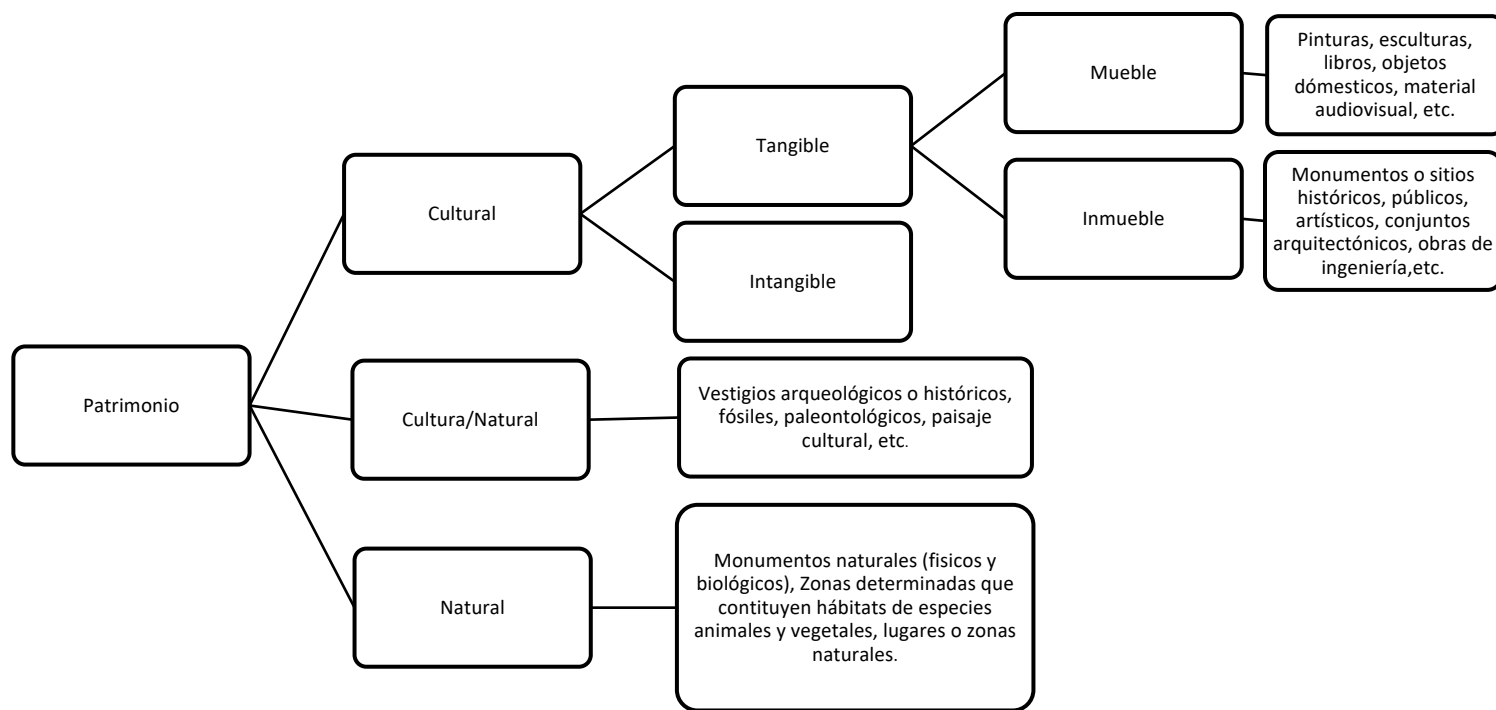 Patrimonio
Cultural
Tangible
Mueble
Pinturas, esculturas,
libros, objetos
dómesticos, material
audiovisual, etc.
Inmueble
Monumentos o sitios
históricos, públicos,
artísticos, conjuntos
arquitectónicos, obras de
ingeniería,etc.
Intangible
Cultura/Natural
Vestigios arqueológicos o históricos,
fósiles, paleontológicos, paisaje
cultural, etc.
Natural
Monumentos naturales (fisicos y
biológicos), Zonas determinadas que
contituyen hábitats de especies
animales y vegetales, lugares o zonas
naturales.